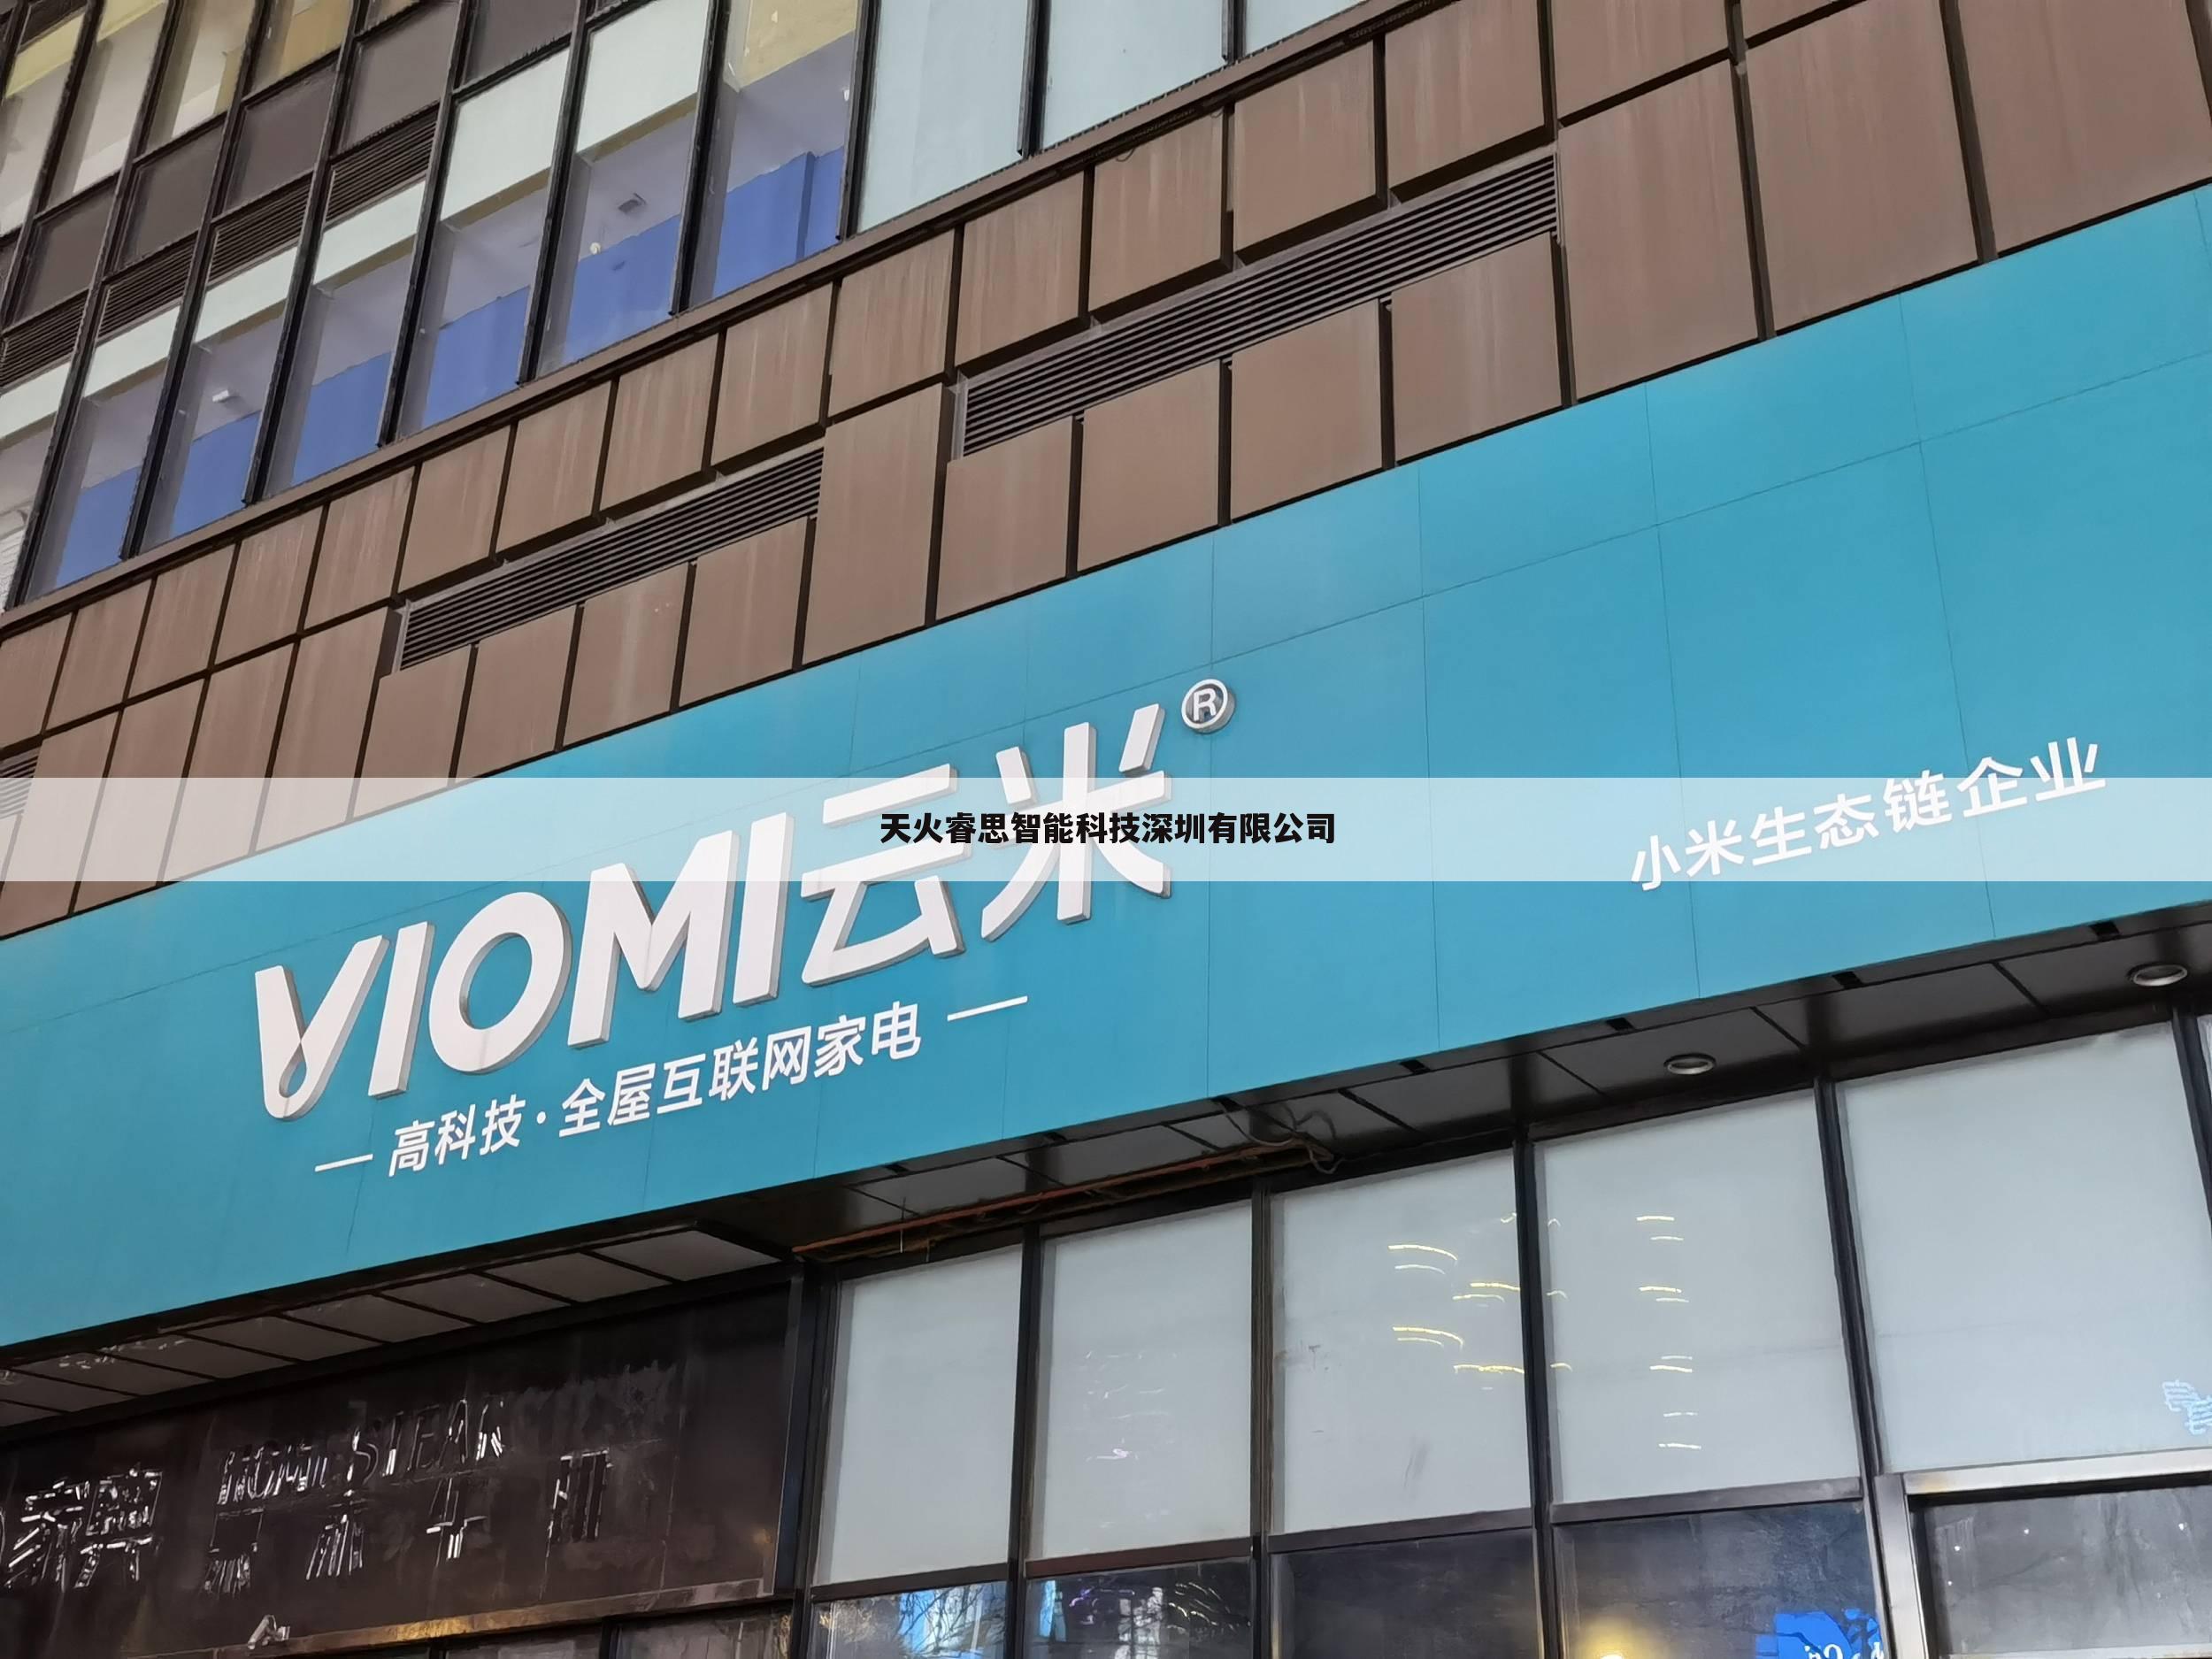 VIOMI云米®
天火睿思智能科技深圳有限公司
小米生态链企业
— 高科技·全屋互联网家电 —